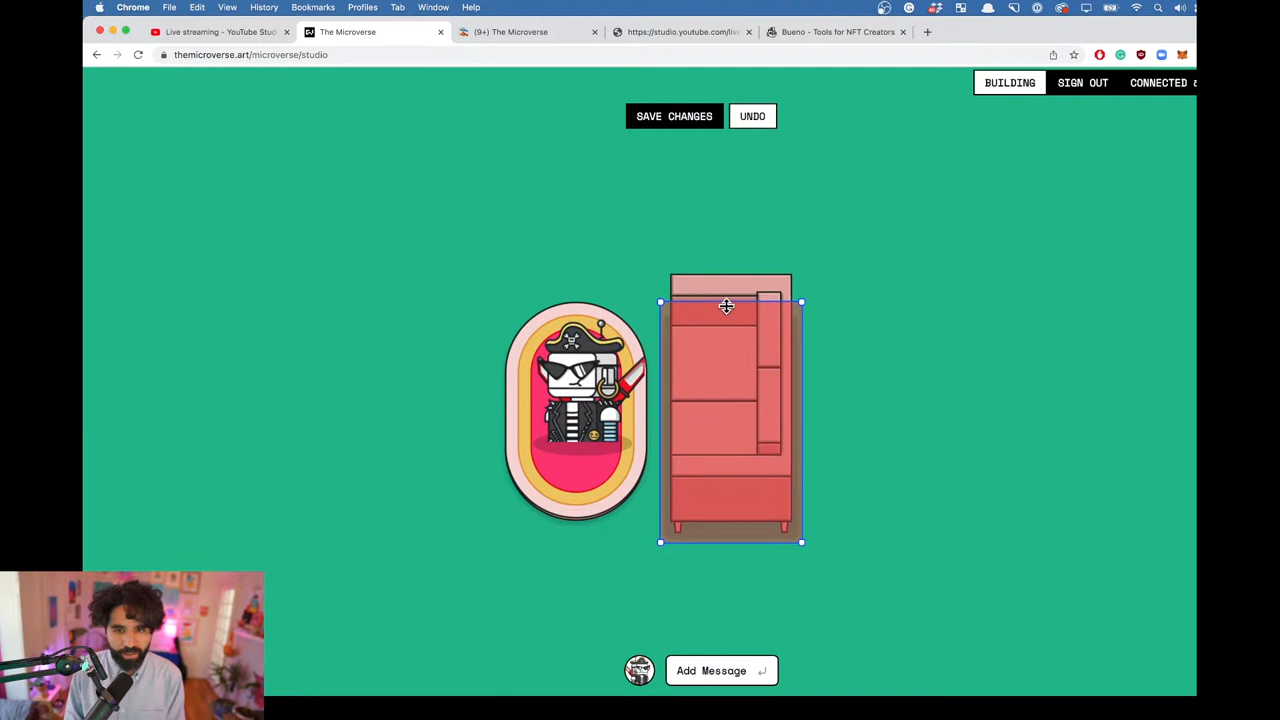 Chrome File Edit View History Bookmarks Profiles Tab Window Help
Live streaming - YouTube Stud
The Microverse
(9+) The Microverse
https://studio.youtube.com/live
Bueno - Tools for NFT Creators
themicroverse.art/microverse/studio
BUILDING SIGN OUT CONNECTED
SAVE CHANGES UNDO
Add Message